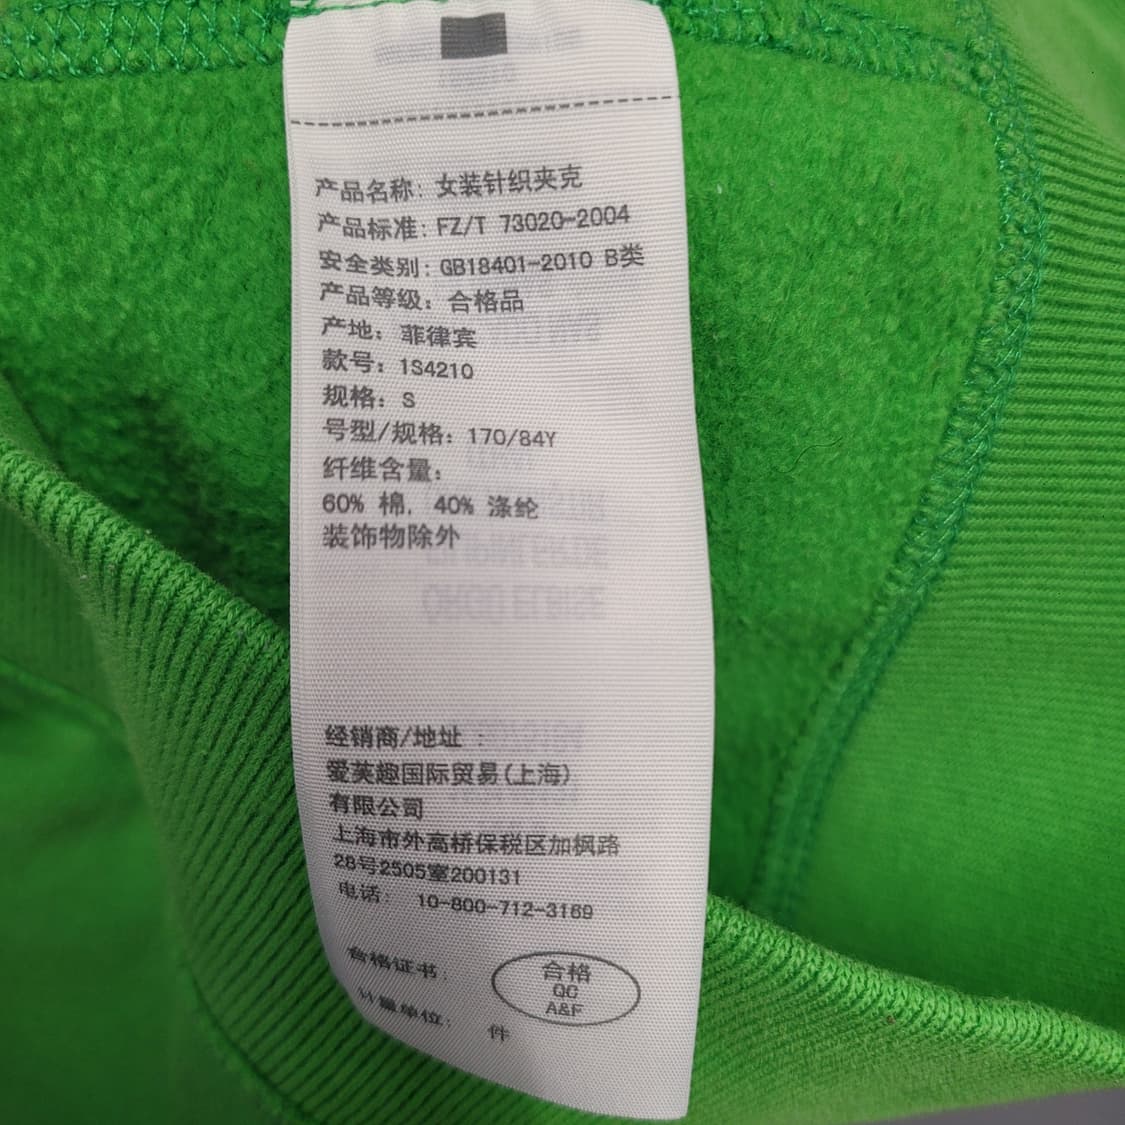 产品名称: 女装针织夹克
产品标准: FZ/T 73020-2004
安全类别: GB18401-2010 B类
产品等级: 合格品
产地: 菲律宾
款号: 1S4210
规格: S
号型/规格: 170/84Y
纤维含量:
60% 棉, 40% 涤纶
装饰物除外
经销商/地址 :
爱芙趣国际贸易(上海)
有限公司
上海市外高桥保税区加枫路
28号2505室200131
电话: 10-800-712-3169
合格证书: 合格
QC
A&F
计量单位: 件